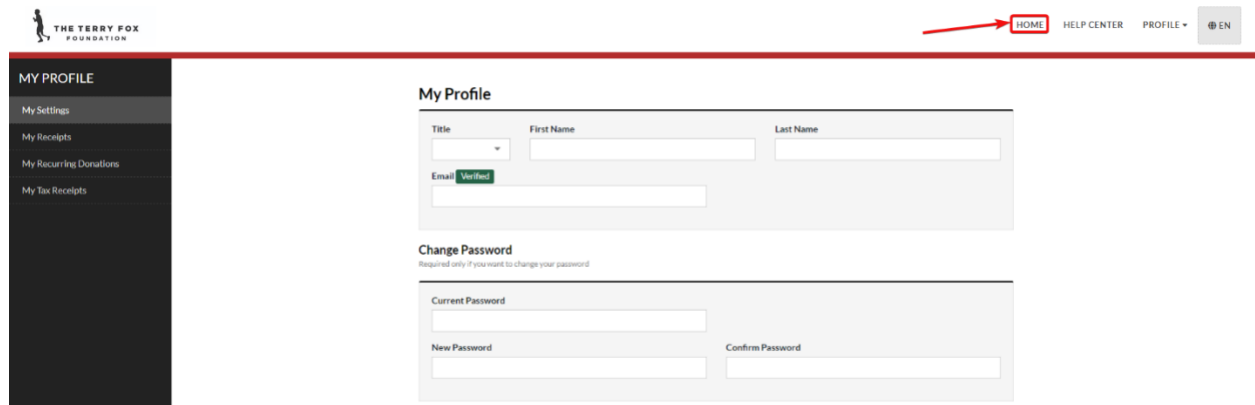 THE TERRY FOX
FOUNDATION
HOME HELP CENTER PROFILE EN
MY PROFILE
My Settings
My Receipts
My Recurring Donations
My Tax Receipts
My Profile
Title First Name Last Name
Email Verified
Change Password
Required only if you want to change your password
Current Password
New Password Confirm Password